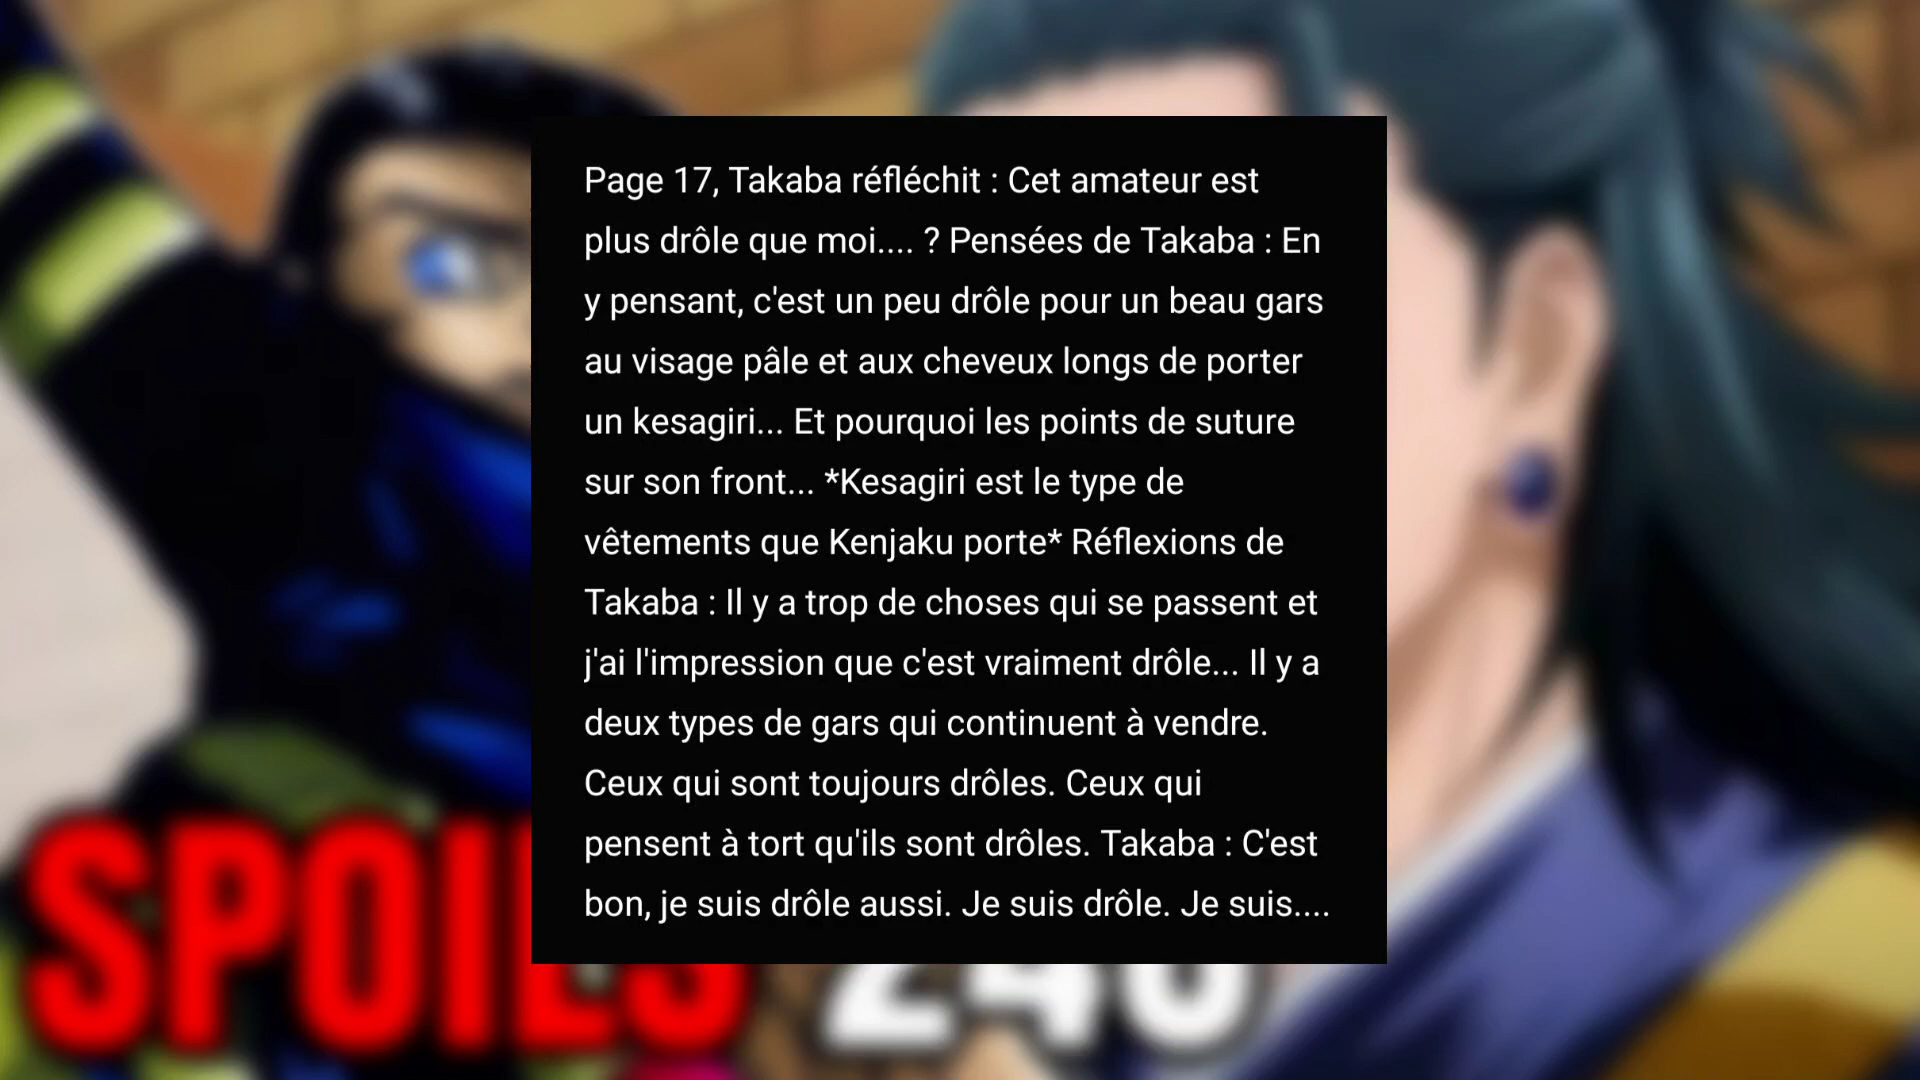 Page 17, Takaba réfléchit : Cet amateur est
plus drôle que moi.... ? Pensées de Takaba : En
y pensant, c'est un peu drôle pour un beau gars
au visage pâle et aux cheveux longs de porter
un kesagiri... Et pourquoi les points de suture
sur son front... *Kesagiri est le type de
vêtements que Kenjaku porte* Réflexions de
Takaba : Il y a trop de choses qui se passent et
j'ai l'impression que c'est vraiment drôle... Il y a
deux types de gars qui continuent à vendre.
Ceux qui sont toujours drôles. Ceux qui
pensent à tort qu'ils sont drôles. Takaba : C'est
bon, je suis drôle aussi. Je suis drôle. Je suis....
SPOILS